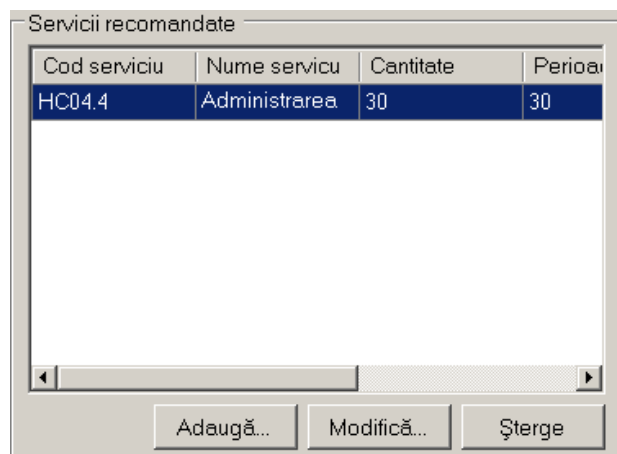 Servicii recomandate
Cod serviciu Nume servicu Cantitate
HC04.4 Administrarea 30 30
Adaugă... Modifică... Şterge